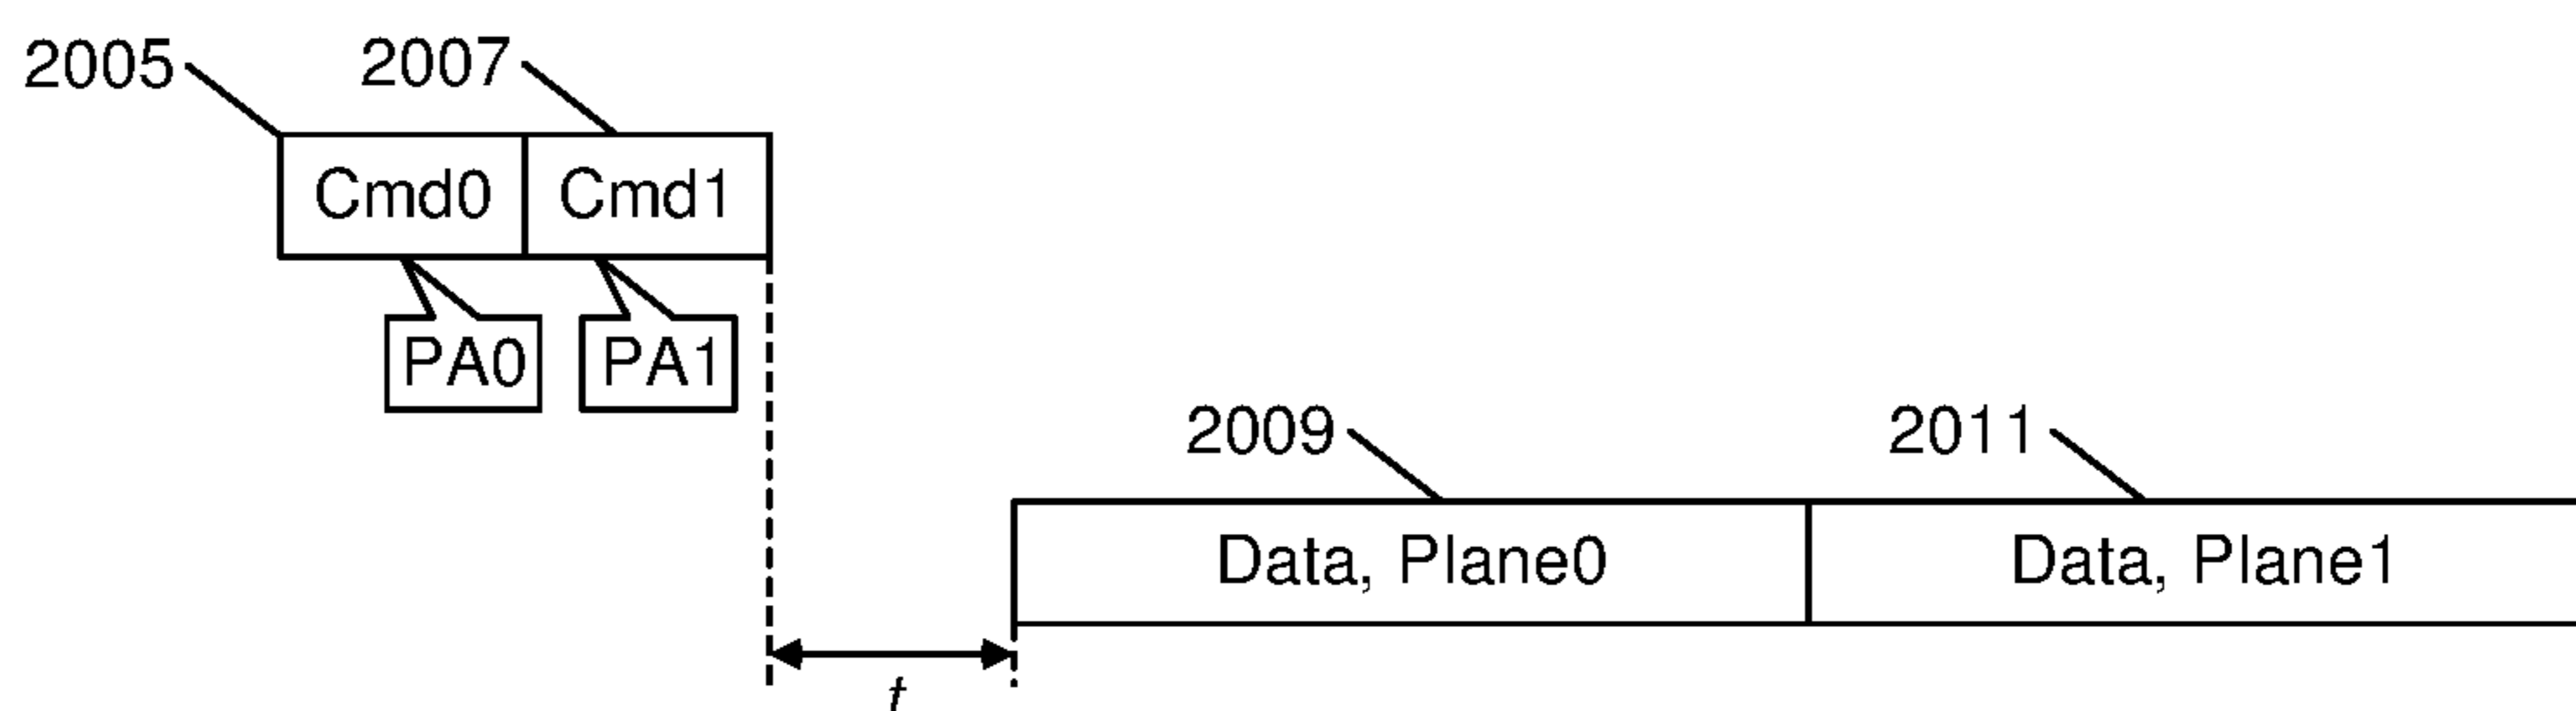 2005 2007
Cmd0 Cmd1
PA0 PA1
2009 2011
Data, Plane0 Data, Plane1